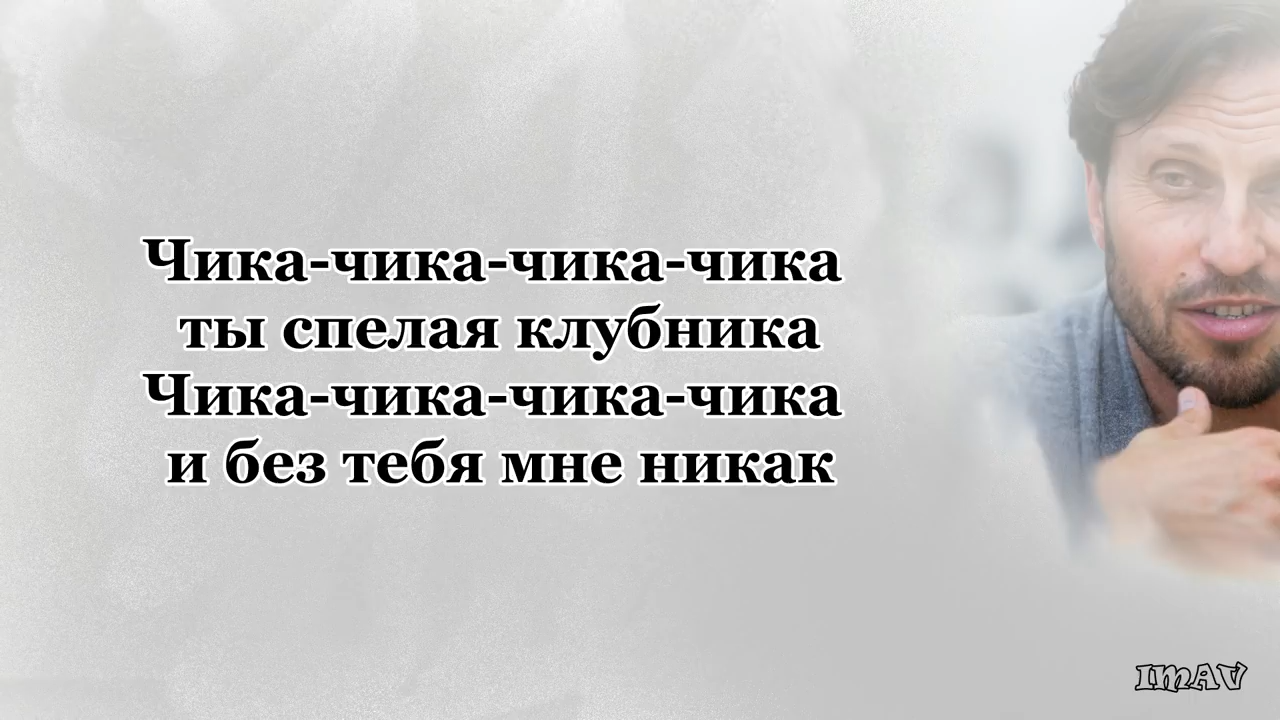 Чика-чика-чика-чика
ты спелая клубника
Чика-чика-чика-чика
и без тебя мне никак
IMAV